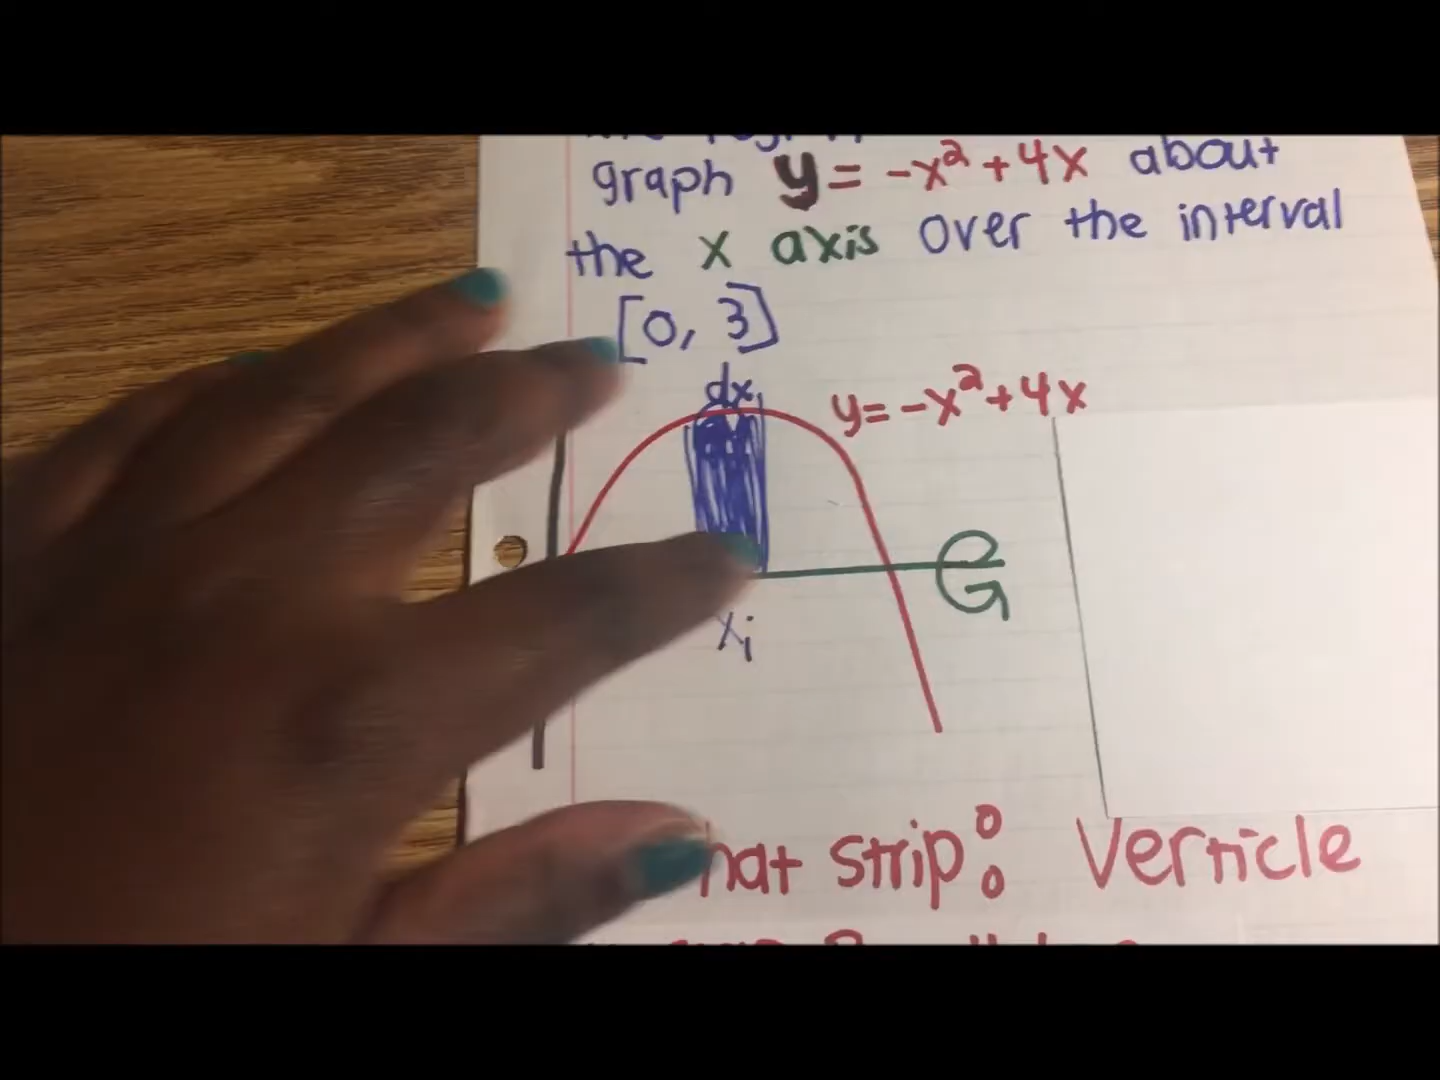 graph y = -x² + 4x about
the x axis over the interval
[0, 3]
dx
y = -x² + 4x
xi
strip: Verticle